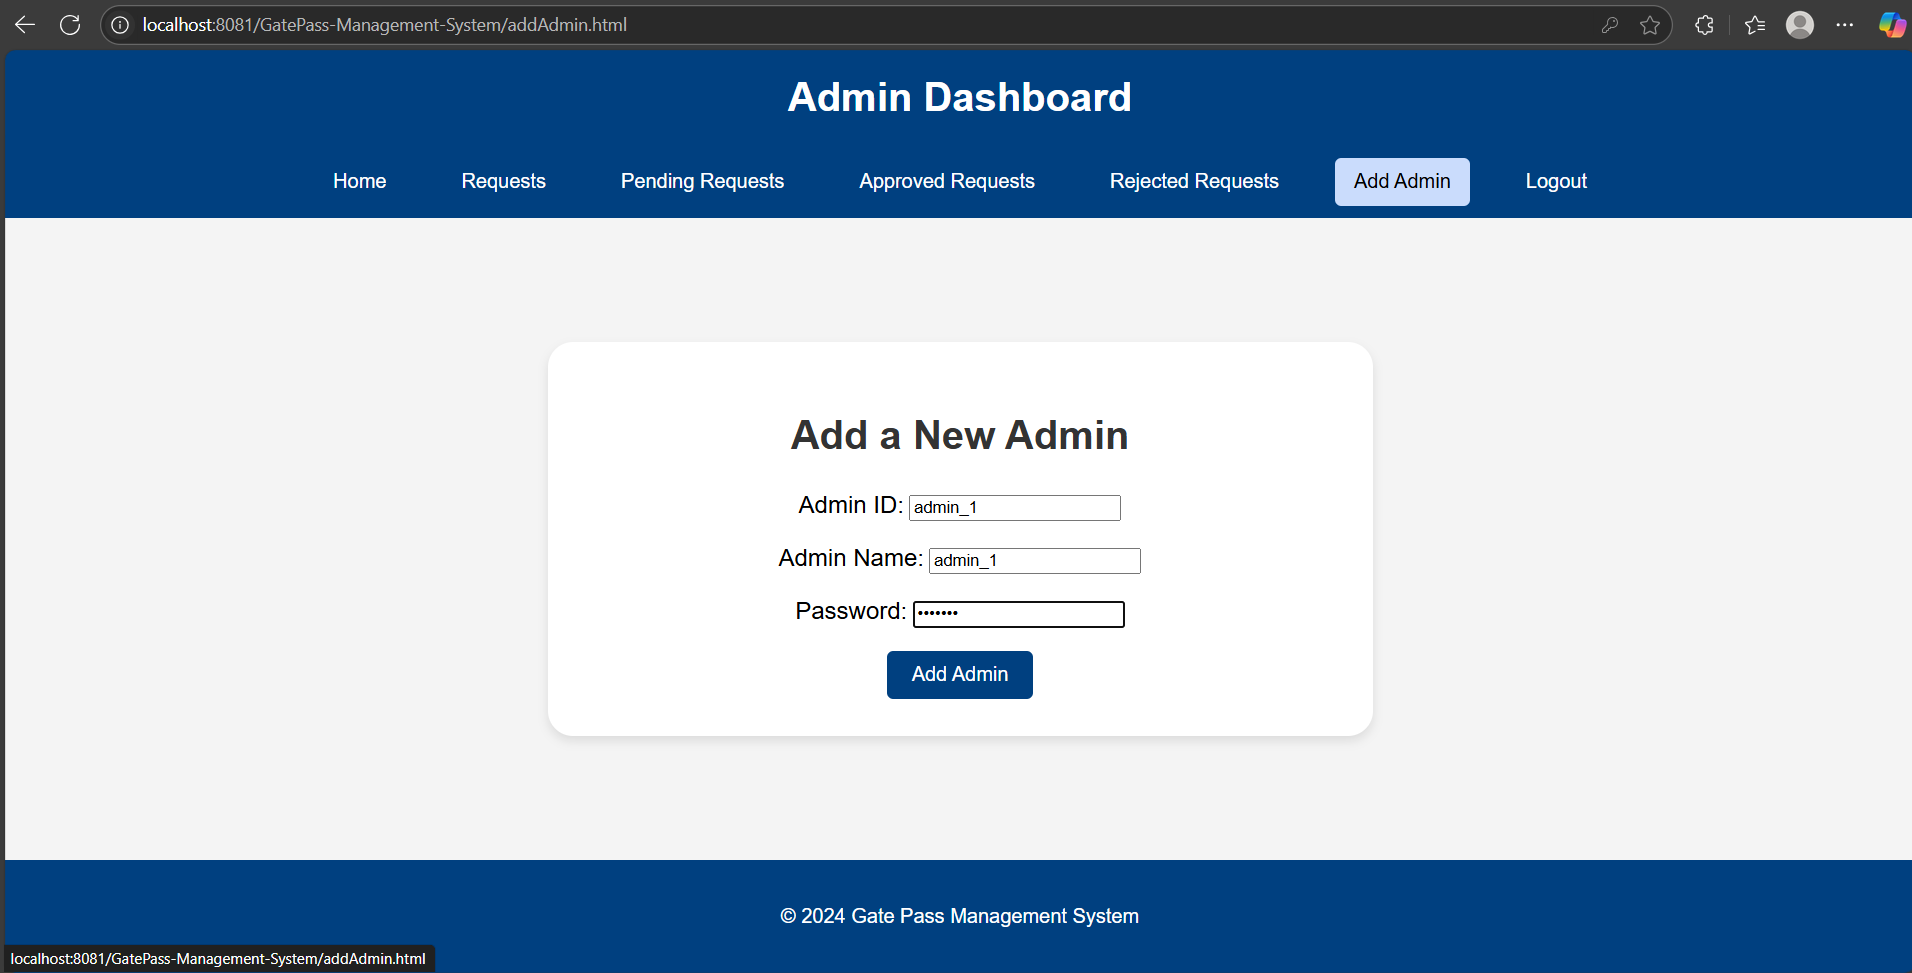 localhost:8081/GatePass-Management-System/addAdmin.html
Admin Dashboard
Home Requests Pending Requests Approved Requests Rejected Requests Add Admin Logout
Add a New Admin
Admin ID: admin_1
Admin Name: admin_1
Password: •••••••
Add Admin
© 2024 Gate Pass Management System
localhost:8081/GatePass-Management-System/addAdmin.html